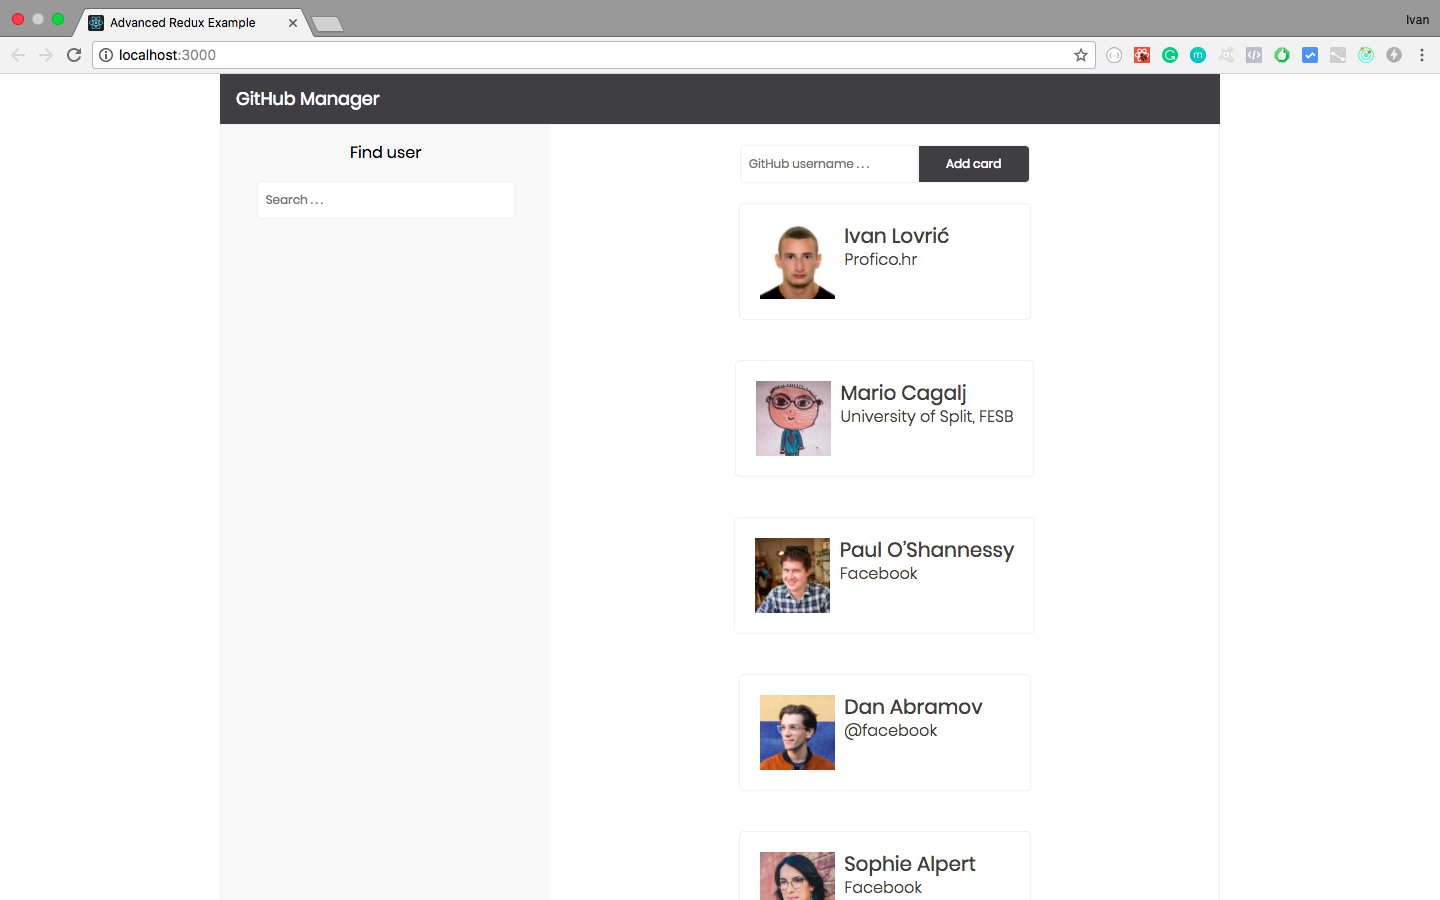 Advanced Redux Example
Ivan
localhost:3000
GitHub Manager
Find user
Search . . .
GitHub username . . .
Add card
Ivan Lovrić
Profico.hr
Mario Cagalj
University of Split, FESB
Paul O’Shannessy
Facebook
Dan Abramov
@facebook
Sophie Alpert
Facebook